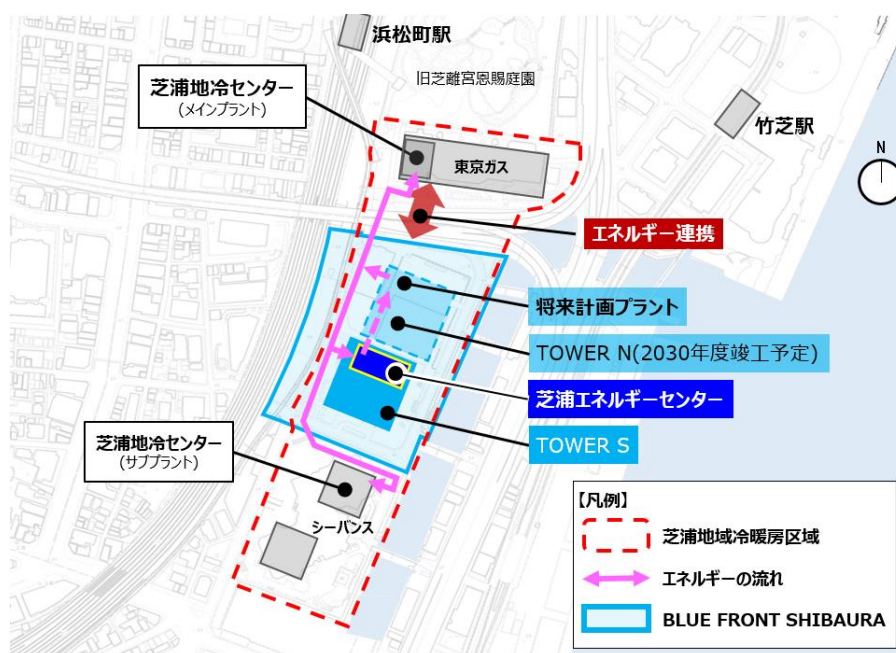 浜松町駅
芝浦地冷センター
(メインプラント)
旧芝離宮恩賜庭園
竹芝駅
東京ガス
N
エネルギー連携
将来計画プラント
TOWER N(2030年度竣工予定)
芝浦エネルギーセンター
TOWER S
芝浦地冷センター
(サブプラント)
シーバンス
【凡例】
芝浦地域冷暖房区域
エネルギーの流れ
BLUE FRONT SHIBAURA